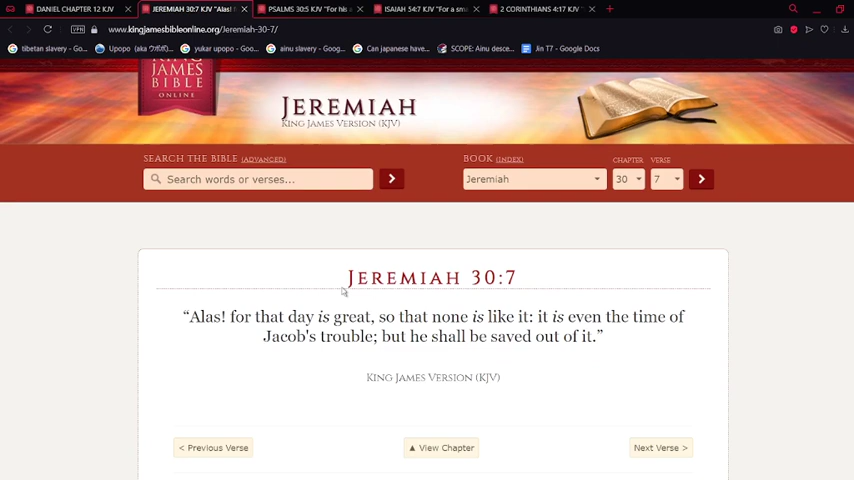 DANIEL CHAPTER 12 KJV
JEREMIAH 30:7 KJV "Alas! f
PSALMS 30:5 KJV "For his a
ISAIAH 54:7 KJV "For a sma
2 CORINTHIANS 4:17 KJV "
VPN
www.kingjamesbibleonline.org/Jeremiah-30-7/
tibetan slavery - Go...
Upopo (aka ウポポ)...
yukar upopo - Goo...
ainu slavery - Goog...
Can japanese have...
SCOPE: Ainu desce...
Jin T7 - Google Docs
KING
JAMES
BIBLE
ONLINE
JEREMIAH
KING JAMES VERSION (KJV)
SEARCH THE BIBLE (ADVANCED)
BOOK (INDEX)
CHAPTER
VERSE
Search words or verses...
Jeremiah
30
7
JEREMIAH 30:7
“Alas! for that day is great, so that none is like it: it is even the time of
Jacob's trouble; but he shall be saved out of it.”
KING JAMES VERSION (KJV)
< Previous Verse
▲ View Chapter
Next Verse >